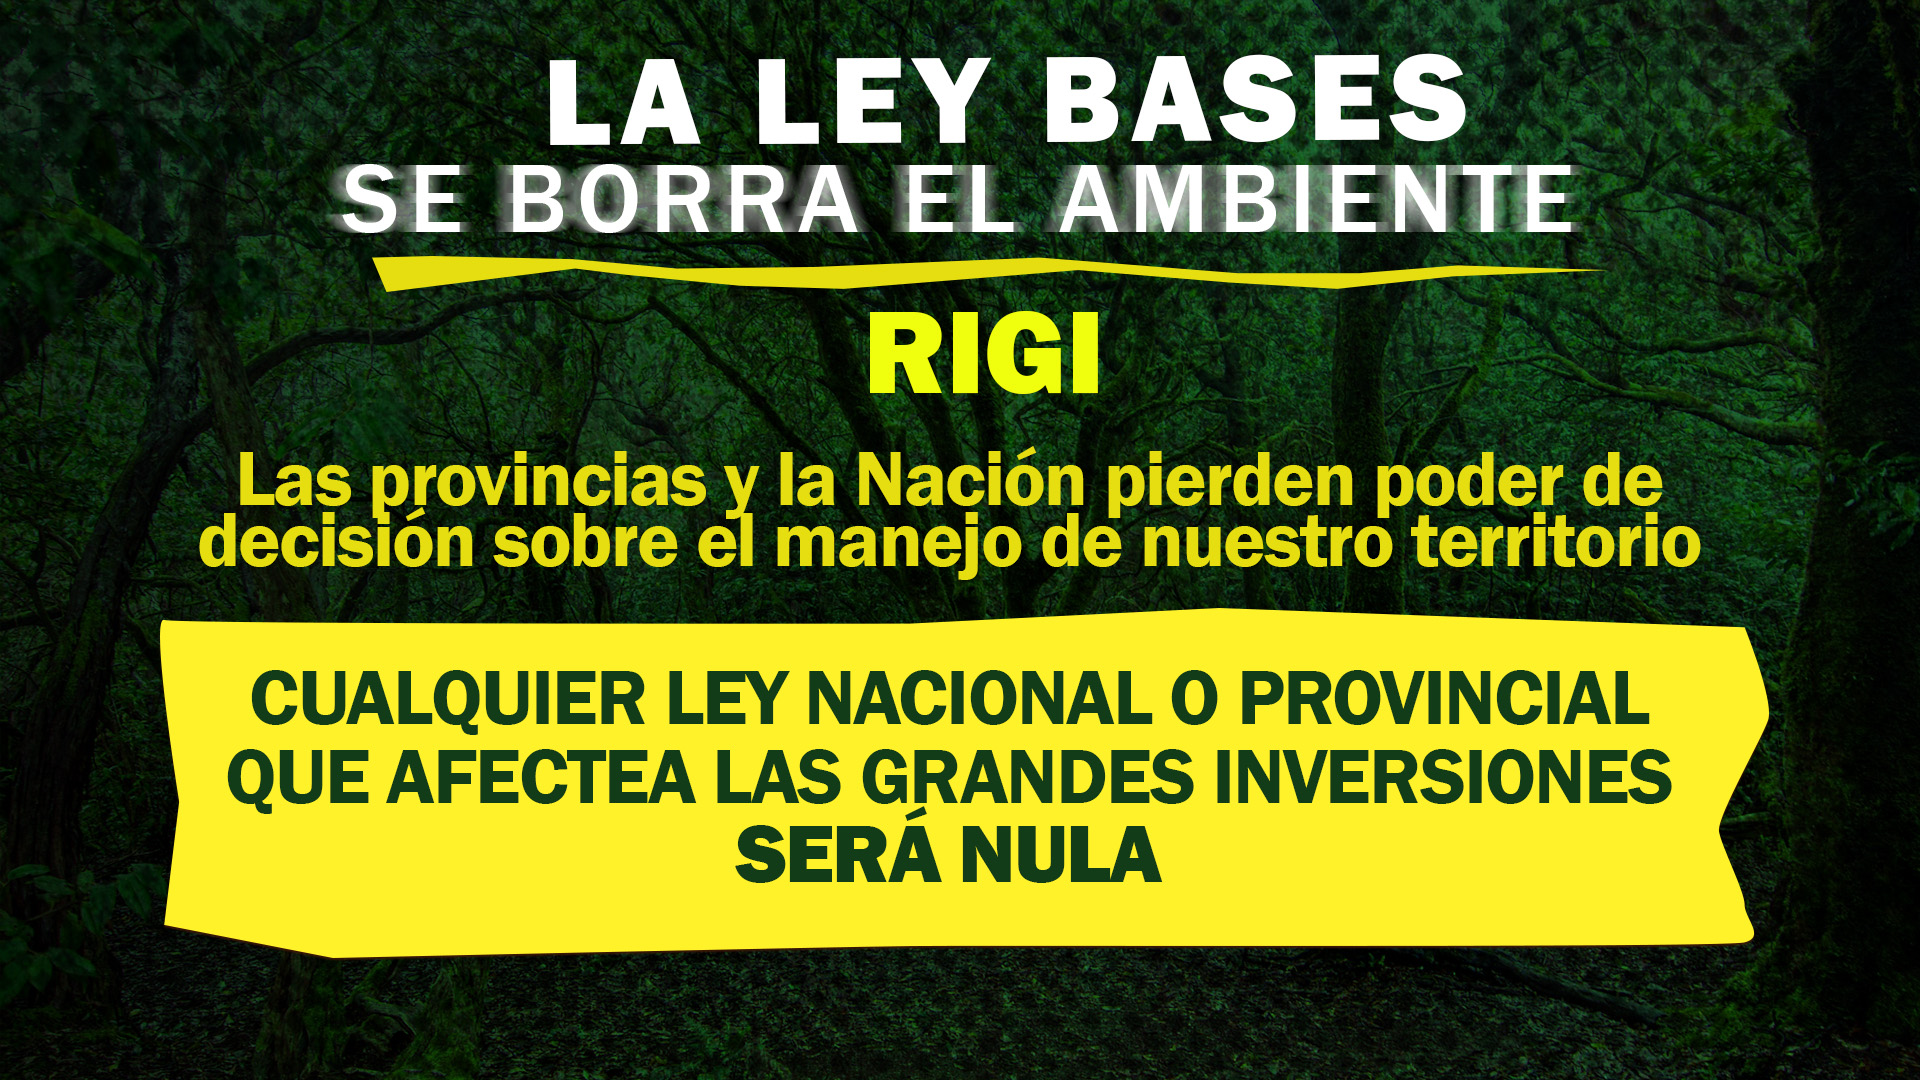 LA LEY BASES
SE BORRA EL AMBIENTE
RIGI
Las provincias y la Nación pierden poder de
decisión sobre el manejo de nuestro territorio
CUALQUIER LEY NACIONAL O PROVINCIAL
QUE AFECTEA LAS GRANDES INVERSIONES
SERÁ NULA